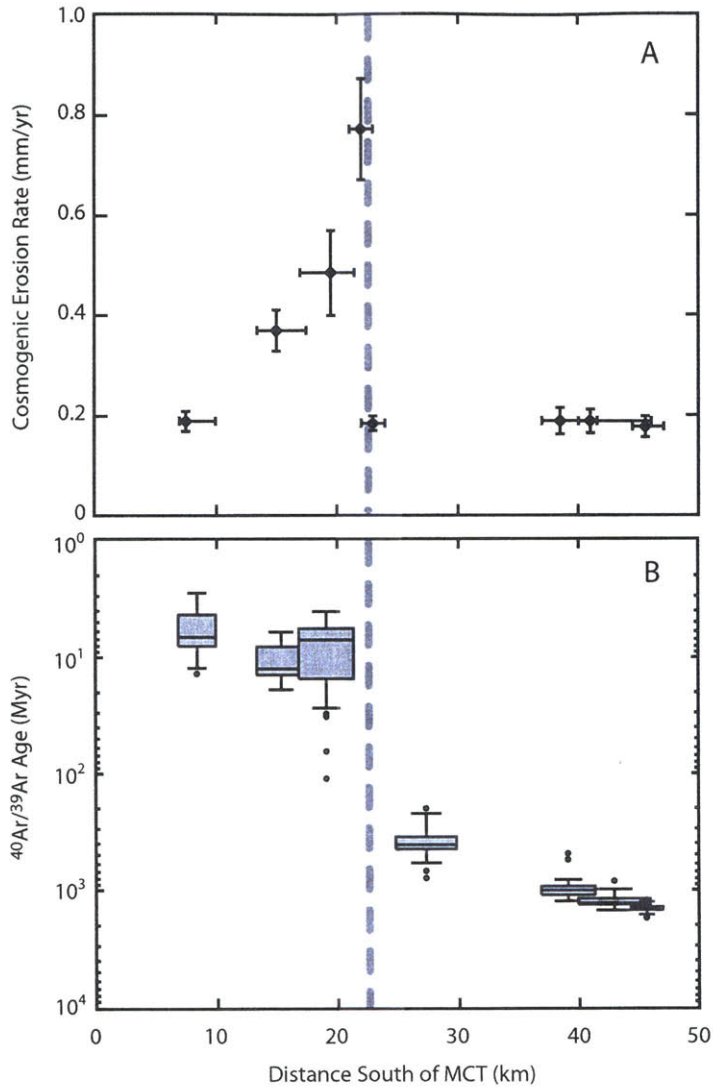 1.0
A
0.8
0.6
0.4
0.2
0
Cosmogenic Erosion Rate (mm/yr)
10⁰
B
10¹
10²
10³
10⁴
⁴⁰Ar/³⁹Ar Age (Myr)
0 10 20 30 40 50
Distance South of MCT (km)